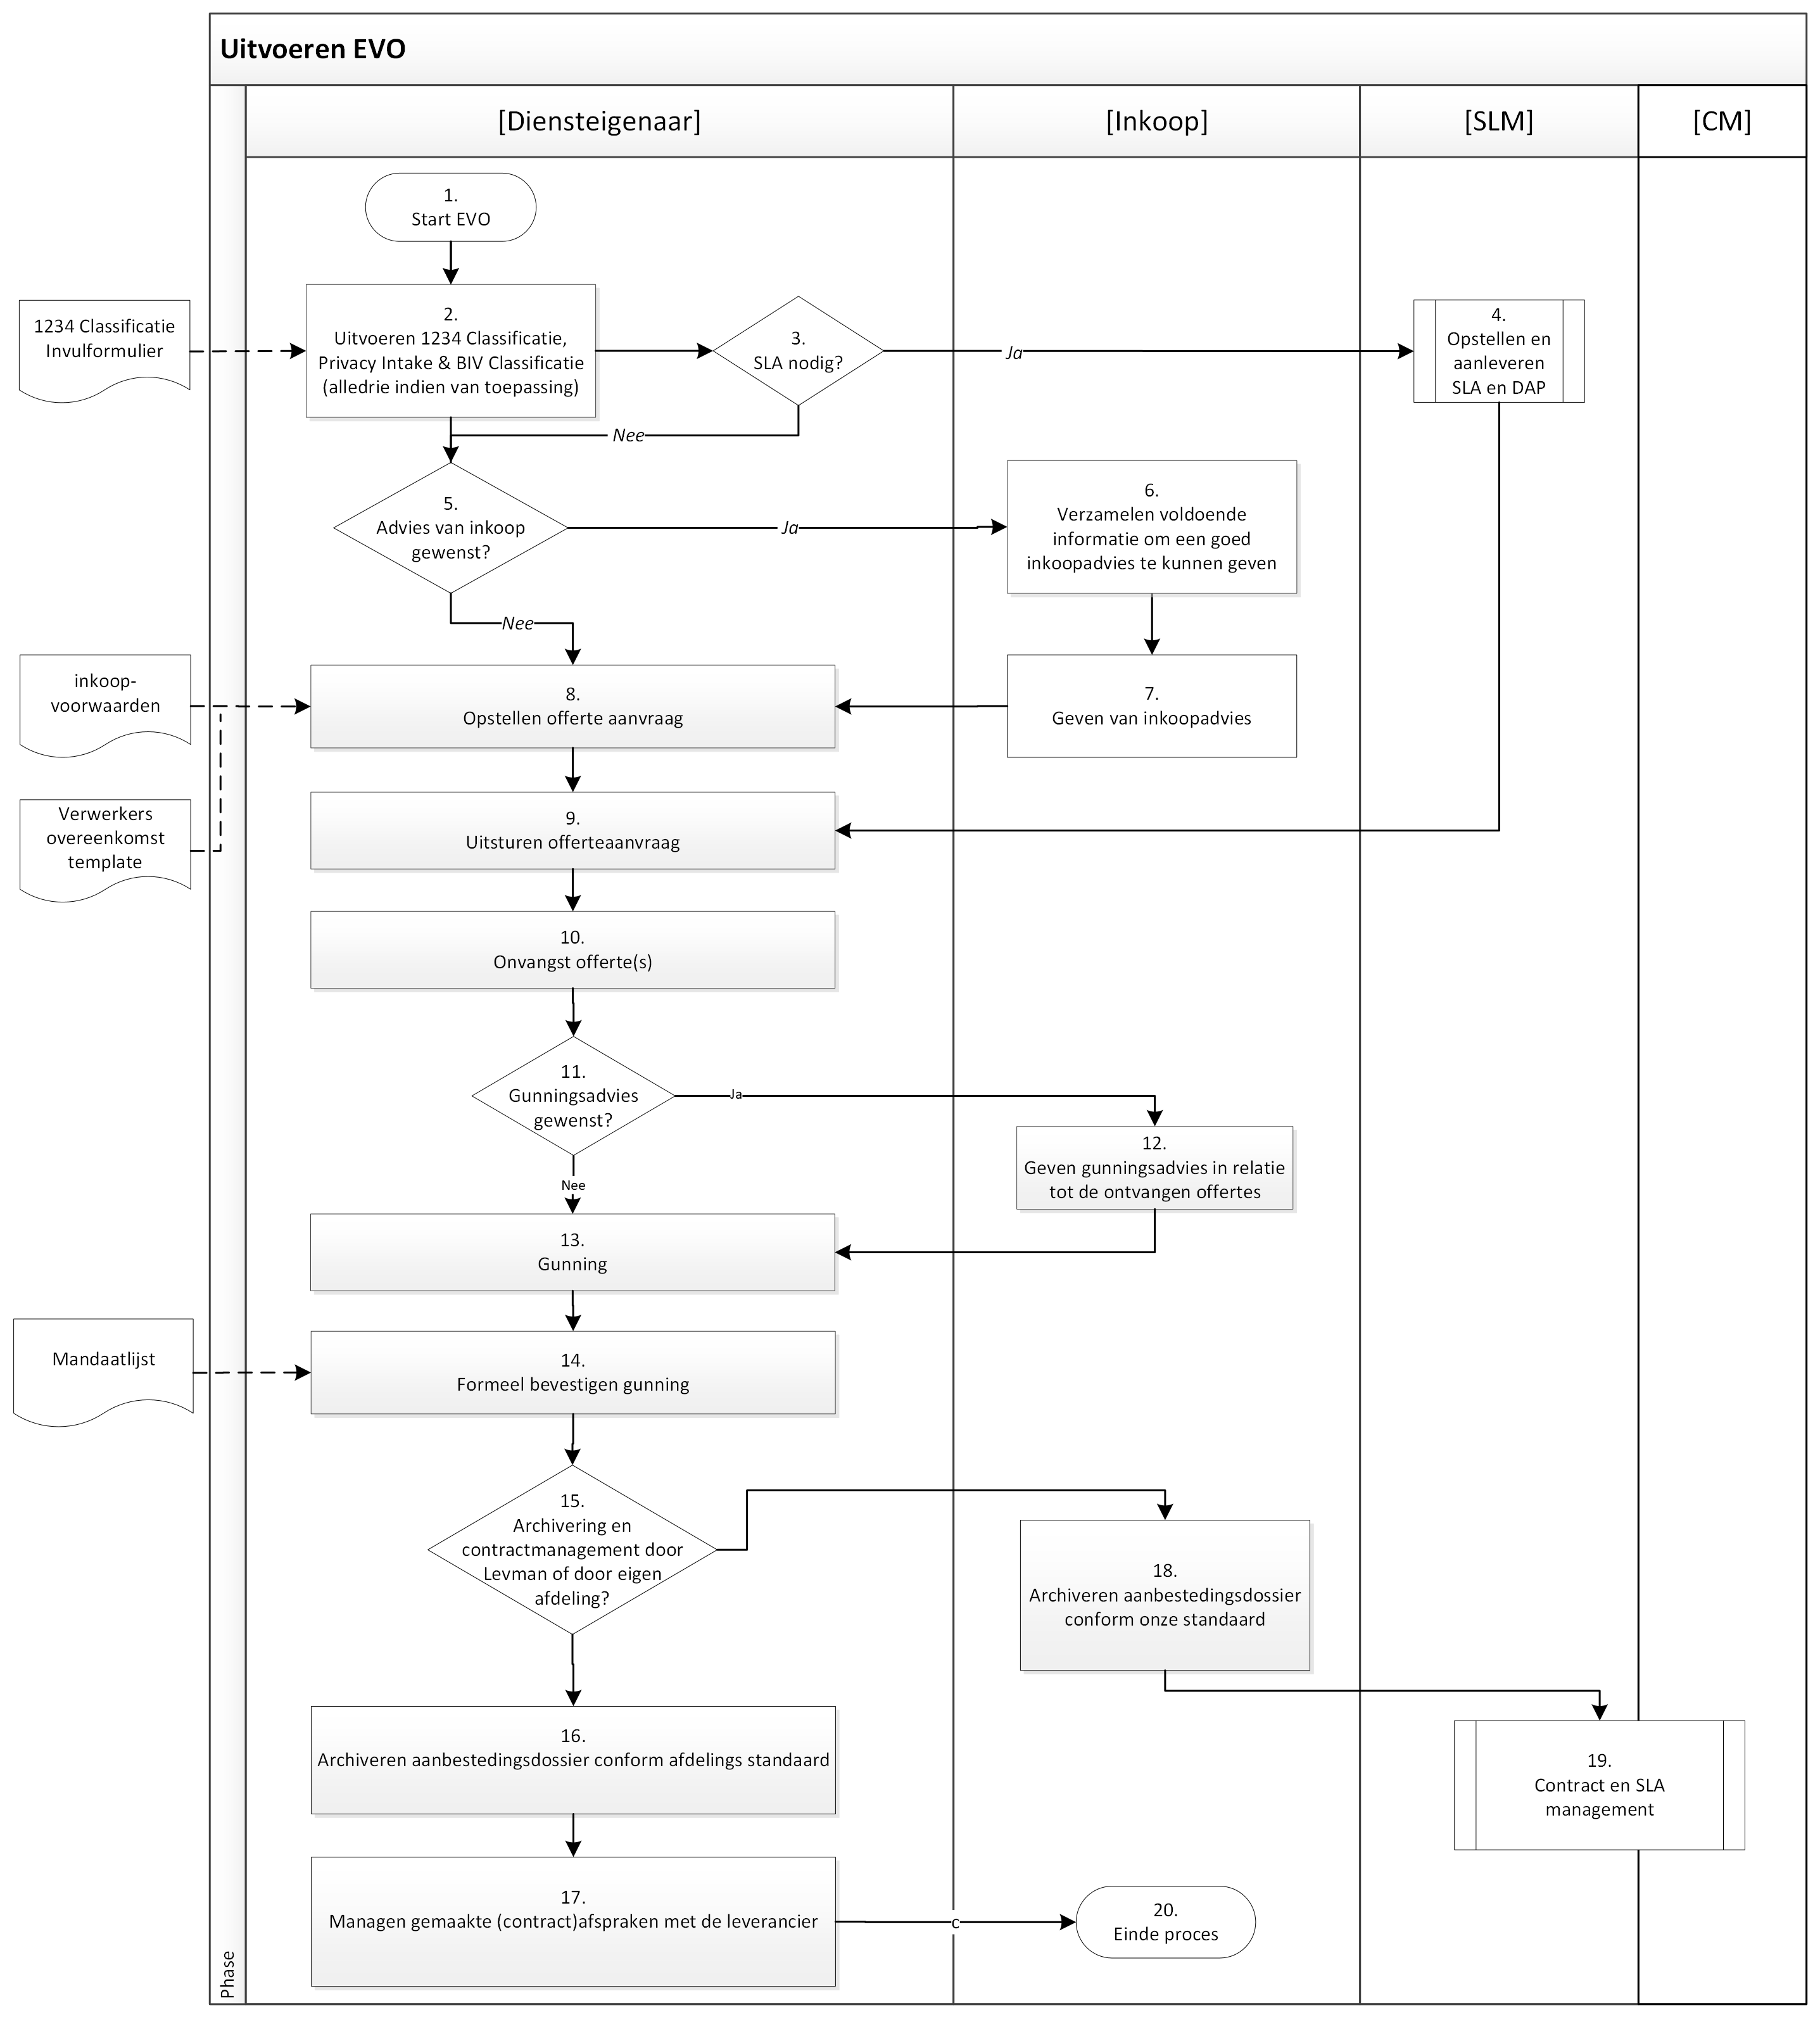 Uitvoeren EVO
[Diensteigenaar]
[Inkoop]
[SLM]
[CM]
1.
Start EVO
1234 Classificatie
Invulformulier
2.
Uitvoeren 1234 Classificatie,
Privacy Intake & BIV Classificatie
(alledrie indien van toepassing)
3.
SLA nodig?
Ja
4.
Opstellen en
aanleveren
SLA en DAP
Nee
5.
Advies van inkoop
gewenst?
Ja
6.
Verzamelen voldoende
informatie om een goed
inkoopadvies te kunnen geven
Nee
inkoop-
voorwaarden
8.
Opstellen offerte aanvraag
7.
Geven van inkoopadvies
Verwerkers
overeenkomst
template
9.
Uitsturen offerteaanvraag
10.
Onvangst offerte(s)
11.
Gunningsadvies
gewenst?
Ja
12.
Geven gunningsadvies in relatie
tot de ontvangen offertes
Nee
13.
Gunning
Mandaatlijst
14.
Formeel bevestigen gunning
15.
Archivering en
contractmanagement door
Levman of door eigen
afdeling?
18.
Archiveren aanbestedingsdossier
conform onze standaard
16.
Archiveren aanbestedingsdossier conform afdelings standaard
19.
Contract en SLA
management
17.
Managen gemaakte (contract)afspraken met de leverancier
c
20.
Einde proces
Phase